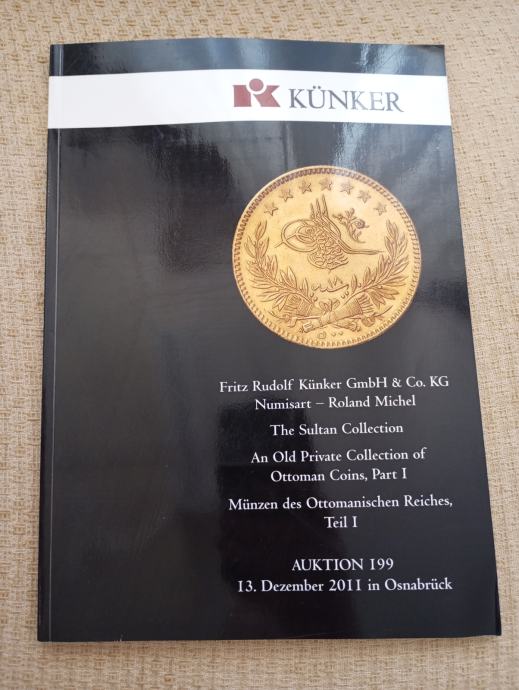 KÜNKER
Fritz Rudolf Künker GmbH & Co. KG
Numisart – Roland Michel
The Sultan Collection
An Old Private Collection of
Ottoman Coins, Part I
Münzen des Ottomanischen Reiches,
Teil I
AUKTION 199
13. Dezember 2011 in Osnabrück